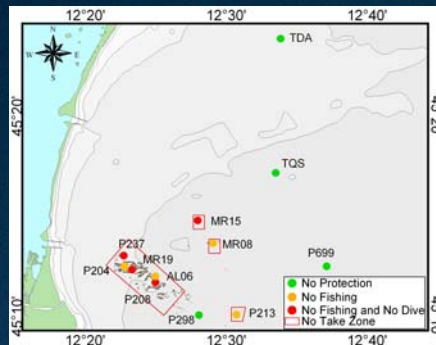 12°20' 12°30' 12°40'
N
W E
S
TDA
45°20'
TQS
MR15
P237
MR08
MR19
P699
P204
AL06
P208
No Protection
No Fishing
No Fishing and No Dive
No Take Zone
P298
P213
45°10'
12°20' 12°30' 12°40'